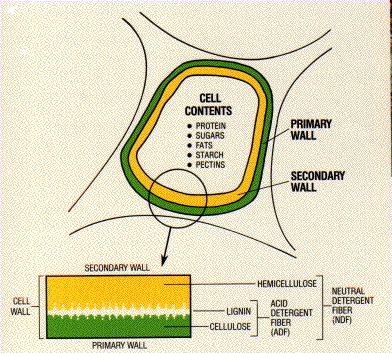 CELL
CONTENTS
● PROTEIN
● SUGARS
● FATS
● STARCH
● PECTINS
PRIMARY
WALL
SECONDARY
WALL
SECONDARY WALL
CELL
WALL
HEMICELLULOSE
LIGNIN
CELLULOSE
ACID
DETERGENT
FIBER
(ADF)
NEUTRAL
DETERGENT
FIBER
(NDF)
PRIMARY WALL